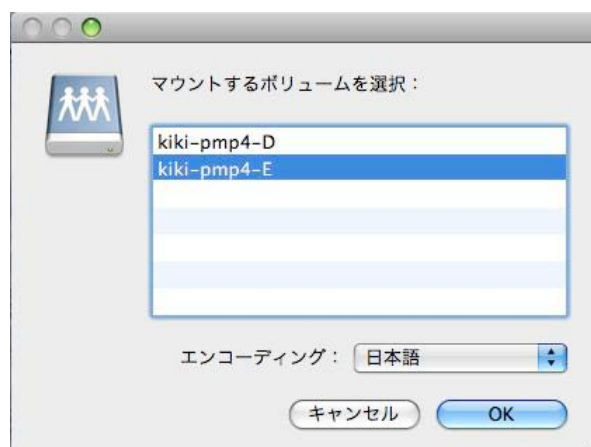 マウントするボリュームを選択：
kiki-pmp4-D
kiki-pmp4-E
エンコーディング： 日本語
キャンセル OK